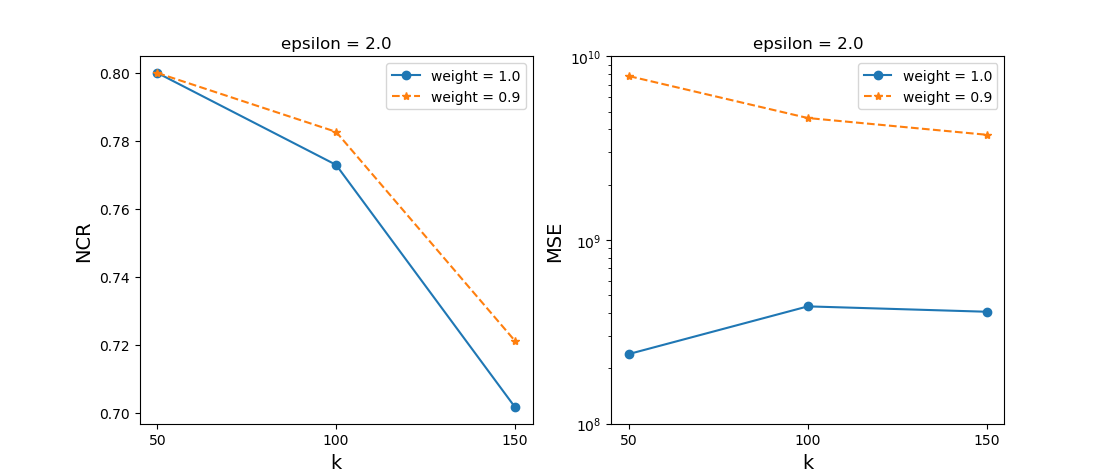 epsilon = 2.0
NCR
0.80
0.78
0.76
0.74
0.72
0.70
50
100
150
k
weight = 1.0
weight = 0.9
epsilon = 2.0
MSE
10^10
10^9
10^8
50
100
150
k
weight = 1.0
weight = 0.9